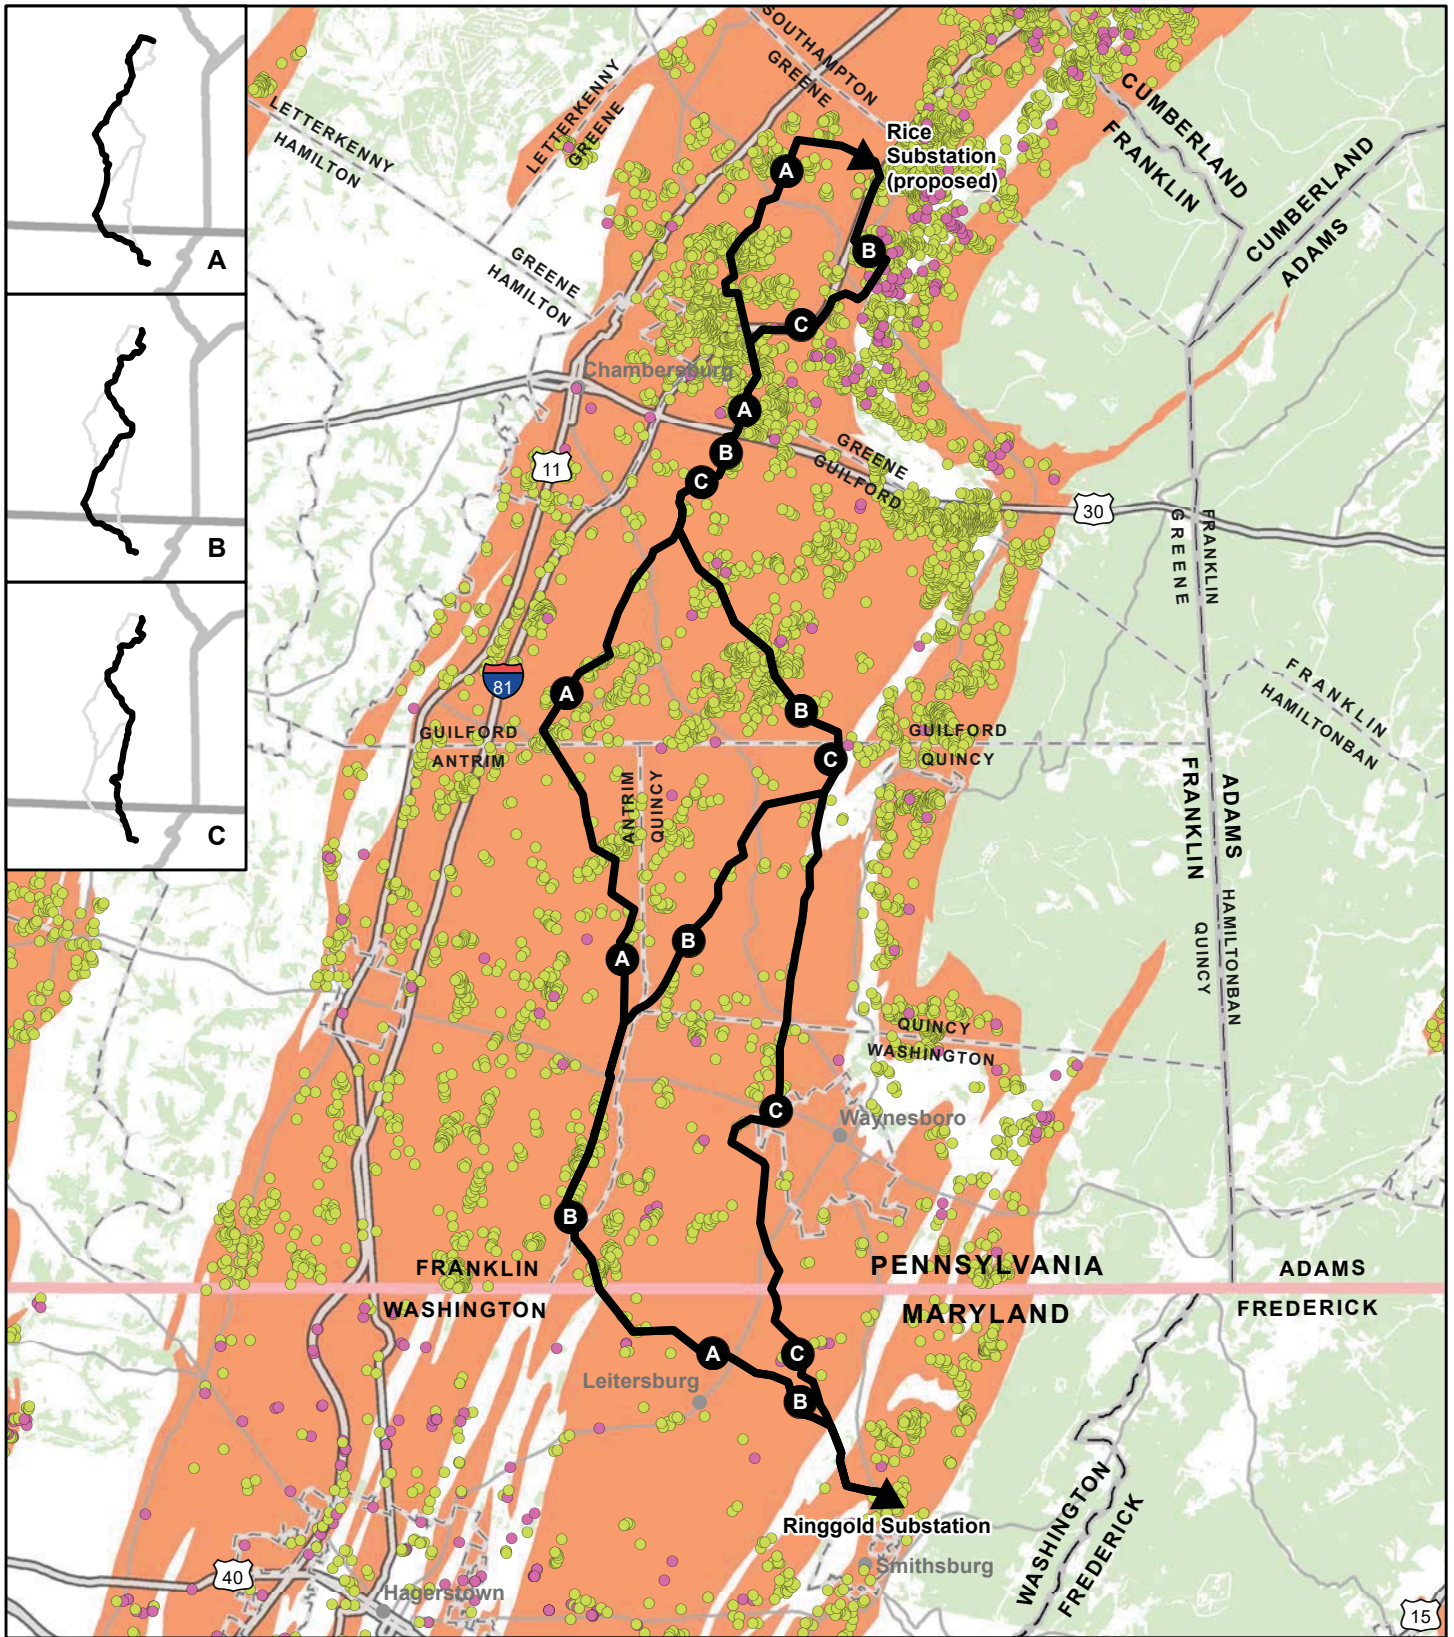 A
B
C
SOUTHAMPTON
GREENE
LETTERKENNY
GREENE
LETTERKENNY
HAMILTON
CUMBERLAND
FRANKLIN
CUMBERLAND
ADAMS
Rice
Substation
(proposed)
A
B
GREENE
HAMILTON
C
Chambersburg
A
B
C
GREENE
GUILFORD
11
30
FRANKLIN
GREENE
FRANKLIN
HAMILTONBAN
81
A
B
GUILFORD
ANTRIM
GUILFORD
QUINCY
C
ANTRIM
QUINCY
FRANKLIN
ADAMS
HAMILTONBAN
QUINCY
B
A
QUINCY
WASHINGTON
C
Waynesboro
B
FRANKLIN
WASHINGTON
PENNSYLVANIA
MARYLAND
ADAMS
FREDERICK
A
C
Leitersburg
B
WASHINGTON
FREDERICK
Ringgold Substation
Smithsburg
40
Hagerstown
15